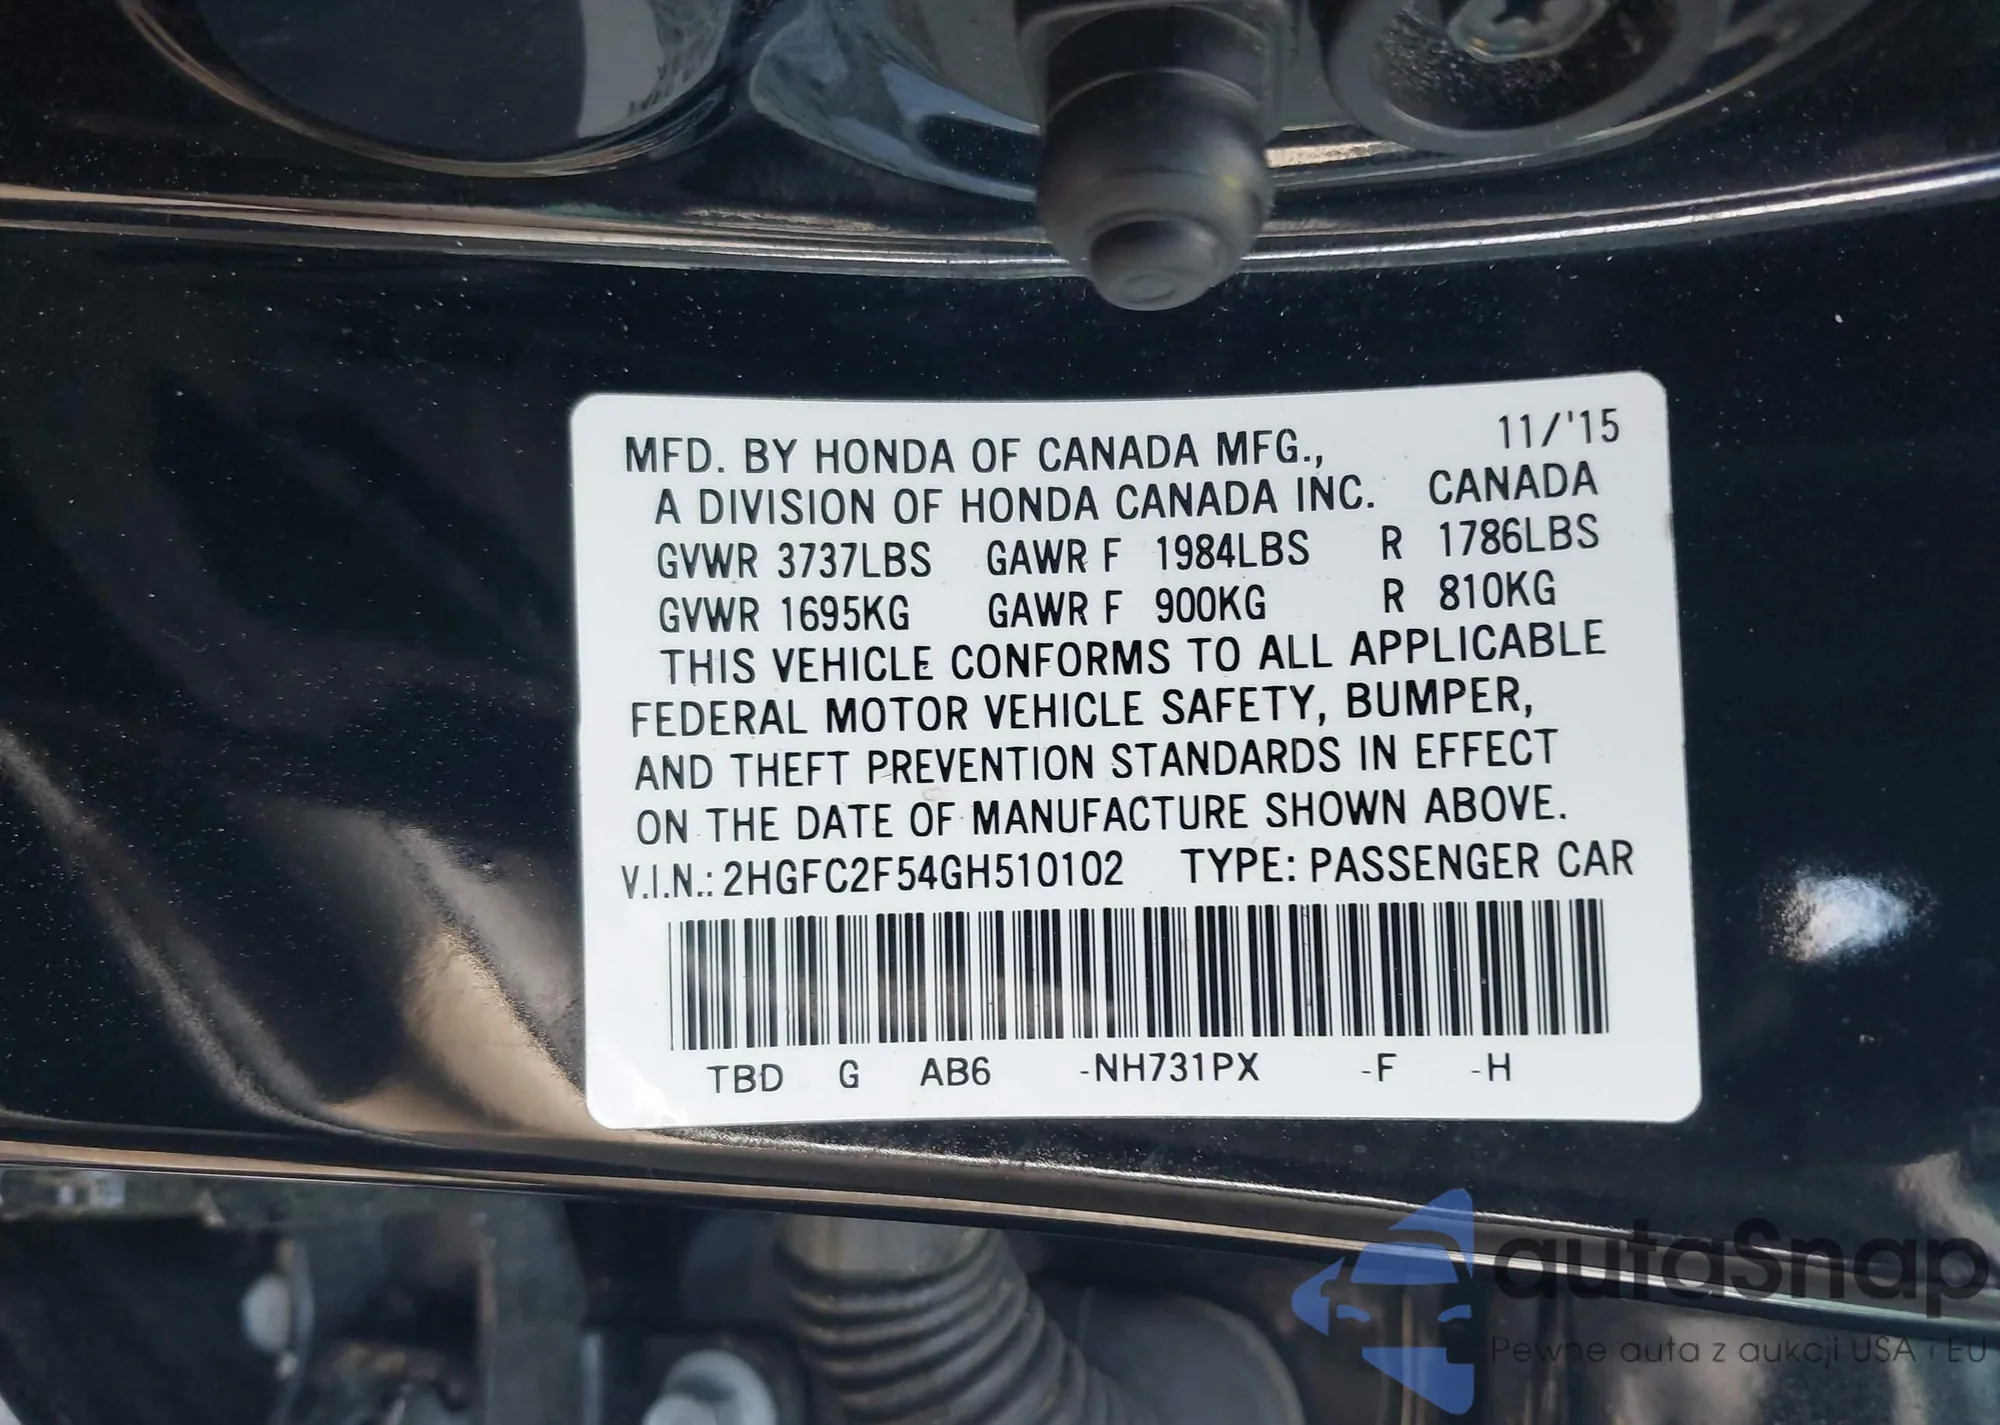 MFD. BY HONDA OF CANADA MFG., 11/'15
A DIVISION OF HONDA CANADA INC. CANADA
GVWR 3737LBS GAWR F 1984LBS R 1786LBS
GVWR 1695KG GAWR F 900KG R 810KG
THIS VEHICLE CONFORMS TO ALL APPLICABLE
FEDERAL MOTOR VEHICLE SAFETY, BUMPER,
AND THEFT PREVENTION STANDARDS IN EFFECT
ON THE DATE OF MANUFACTURE SHOWN ABOVE.
V.I.N.: 2HGFC2F54GH510102 TYPE: PASSENGER CAR
TBD G AB6 -NH731PX -F -H
autaSnap
Pewne auta z aukcji USA i EU